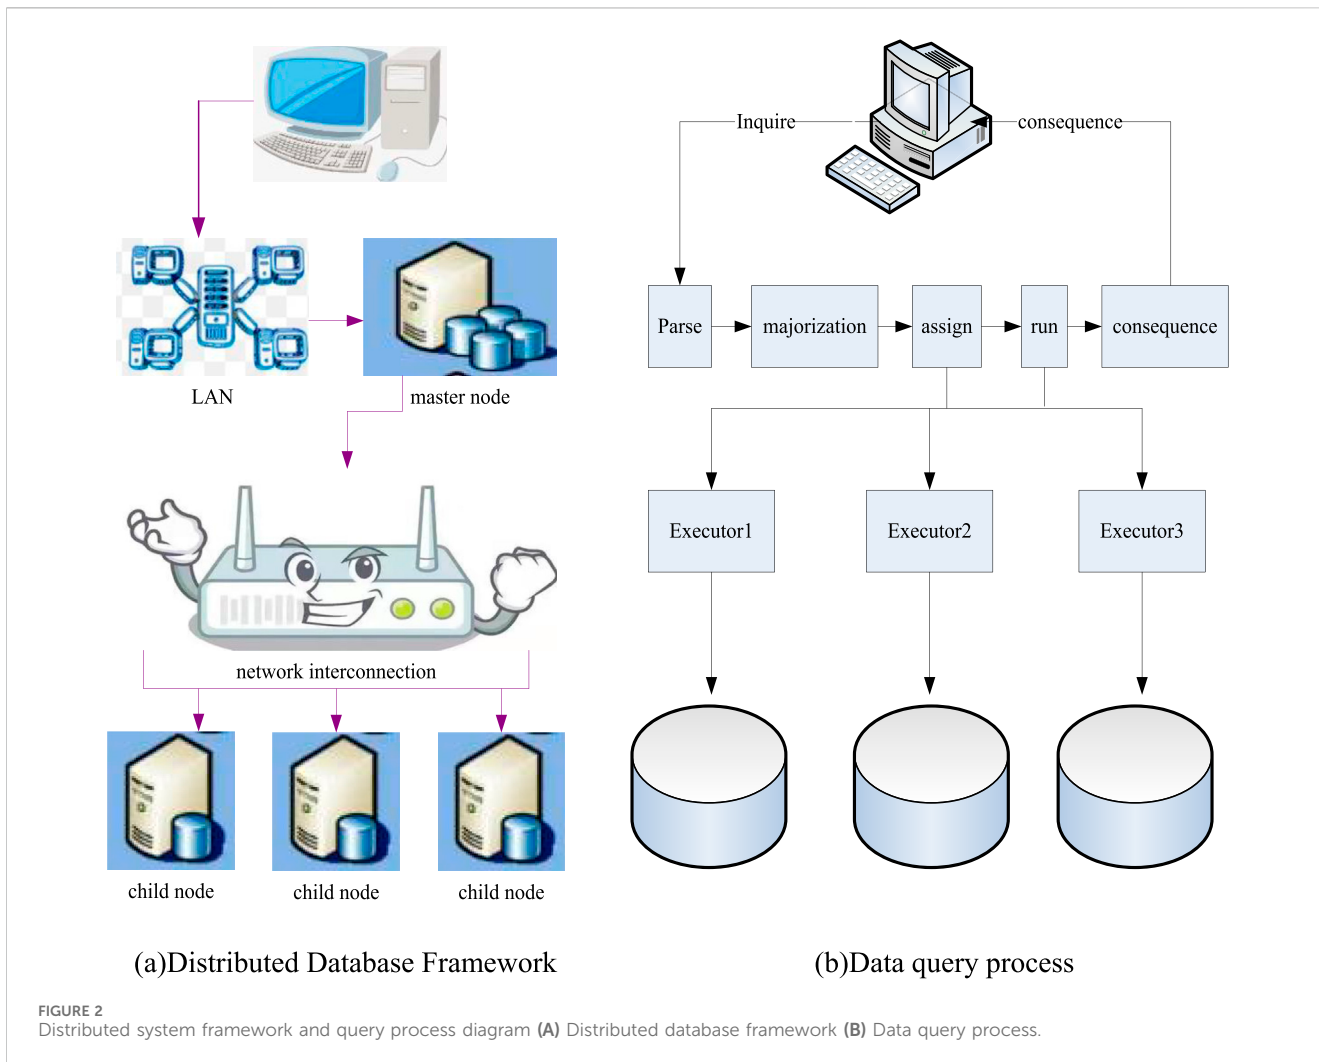 LAN
master node
network interconnection
child node
child node
child node
(a)Distributed Database Framework
Inquire
consequence
Parse
majorization
assign
run
consequence
Executor1
Executor2
Executor3
(b)Data query process
FIGURE 2
Distributed system framework and query process diagram (A) Distributed database framework (B) Data query process.